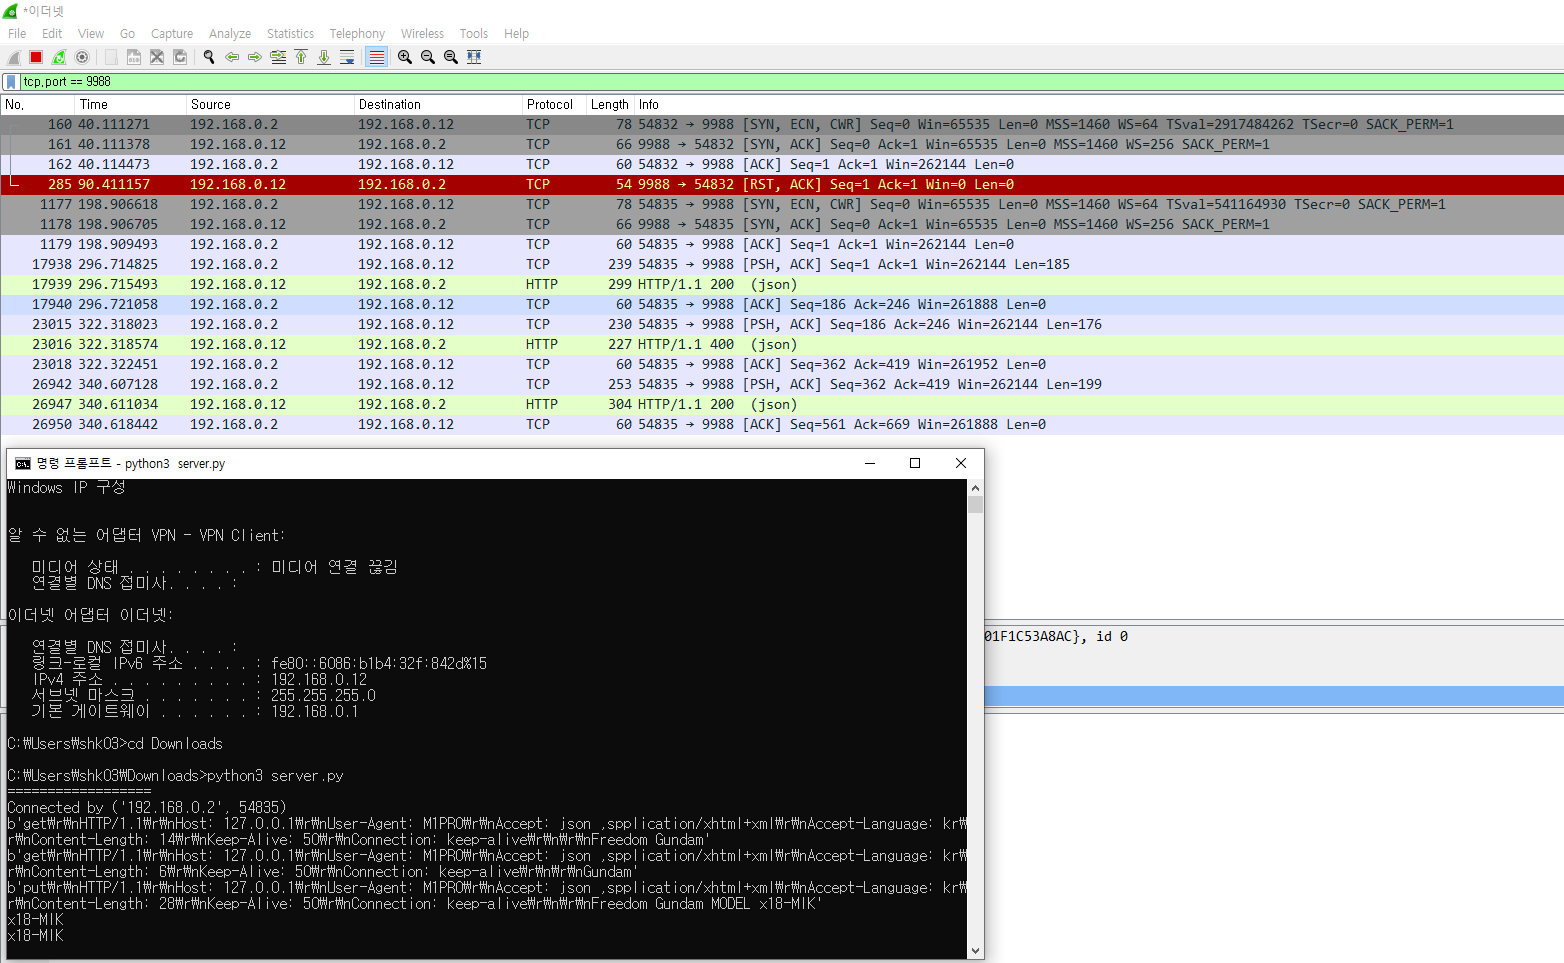 *이더넷
File Edit View Go Capture Analyze Statistics Telephony Wireless Tools Help
tcp.port == 9988
No. Time Source Destination Protocol Length Info
160 40.111271 192.168.0.2 192.168.0.12 TCP 78 54832 → 9988 [SYN, ECN, CWR] Seq=0 Win=65535 Len=0 MSS=1460 WS=64 TSval=2917484262 TSecr=0 SACK_PERM=1
161 40.111378 192.168.0.12 192.168.0.2 TCP 66 9988 → 54832 [SYN, ACK] Seq=0 Ack=1 Win=65535 Len=0 MSS=1460 WS=256 SACK_PERM=1
162 40.114473 192.168.0.2 192.168.0.12 TCP 60 54832 → 9988 [ACK] Seq=1 Ack=1 Win=262144 Len=0
285 90.411157 192.168.0.12 192.168.0.2 TCP 54 9988 → 54832 [RST, ACK] Seq=1 Ack=1 Win=0 Len=0
1177 198.906618 192.168.0.2 192.168.0.12 TCP 78 54835 → 9988 [SYN, ECN, CWR] Seq=0 Win=65535 Len=0 MSS=1460 WS=64 TSval=541164930 TSecr=0 SACK_PERM=1
1178 198.906705 192.168.0.12 192.168.0.2 TCP 66 9988 → 54835 [SYN, ACK] Seq=0 Ack=1 Win=65535 Len=0 MSS=1460 WS=256 SACK_PERM=1
1179 198.909493 192.168.0.2 192.168.0.12 TCP 60 54835 → 9988 [ACK] Seq=1 Ack=1 Win=262144 Len=0
17938 296.714825 192.168.0.2 192.168.0.12 TCP 239 54835 → 9988 [PSH, ACK] Seq=1 Ack=1 Win=262144 Len=185
17939 296.715493 192.168.0.12 192.168.0.2 HTTP 299 HTTP/1.1 200 (json)
17940 296.721058 192.168.0.2 192.168.0.12 TCP 60 54835 → 9988 [ACK] Seq=186 Ack=246 Win=261888 Len=0
23015 322.318023 192.168.0.2 192.168.0.12 TCP 230 54835 → 9988 [PSH, ACK] Seq=186 Ack=246 Win=262144 Len=176
23016 322.318574 192.168.0.12 192.168.0.2 HTTP 227 HTTP/1.1 400 (json)
23018 322.322451 192.168.0.2 192.168.0.12 TCP 60 54835 → 9988 [ACK] Seq=362 Ack=419 Win=261952 Len=0
26942 340.607128 192.168.0.2 192.168.0.12 TCP 253 54835 → 9988 [PSH, ACK] Seq=362 Ack=419 Win=262144 Len=199
26947 340.611034 192.168.0.12 192.168.0.2 HTTP 304 HTTP/1.1 200 (json)
26950 340.618442 192.168.0.2 192.168.0.12 TCP 60 54835 → 9988 [ACK] Seq=561 Ack=669 Win=261888 Len=0
01F1C53A8AC}, id 0
명령 프롬프트 - python3 server.py
Windows IP 구성
알 수 없는 어댑터 VPN - VPN Client:
미디어 상태 . . . . . . . . : 미디어 연결 끊김
연결별 DNS 접미사. . . . :
이더넷 어댑터 이더넷:
연결별 DNS 접미사. . . . :
링크-로컬 IPv6 주소 . . . . : fe80::6086:b1b4:32f:842d%15
IPv4 주소 . . . . . . . . . : 192.168.0.12
서브넷 마스크 . . . . . . . : 255.255.255.0
기본 게이트웨이 . . . . . . : 192.168.0.1
C:₩Users₩shk03>cd Downloads
C:₩Users₩shk03₩Downloads>python3 server.py
==================
Connected by ('192.168.0.2', 54835)
b'get₩r₩nHTTP/1.1₩r₩nHost: 127.0.0.1₩r₩nUser-Agent: M1PRO₩r₩nAccept: json ,spplication/xhtml+xml₩r₩nAccept-Language: kr₩
r₩nContent-Length: 14₩r₩nKeep-Alive: 50₩r₩nConnection: keep-alive₩r₩n₩r₩nFreedom Gundam'
b'get₩r₩nHTTP/1.1₩r₩nHost: 127.0.0.1₩r₩nUser-Agent: M1PRO₩r₩nAccept: json ,spplication/xhtml+xml₩r₩nAccept-Language: kr₩
r₩nContent-Length: 6₩r₩nKeep-Alive: 50₩r₩nConnection: keep-alive₩r₩n₩r₩nGundam'
b'put₩r₩nHTTP/1.1₩r₩nHost: 127.0.0.1₩r₩nUser-Agent: M1PRO₩r₩nAccept: json ,spplication/xhtml+xml₩r₩nAccept-Language: kr₩
r₩nContent-Length: 28₩r₩nKeep-Alive: 50₩r₩nConnection: keep-alive₩r₩n₩r₩nFreedom Gundam MODEL x18-MIK'
x18-MIK
x18-MIK